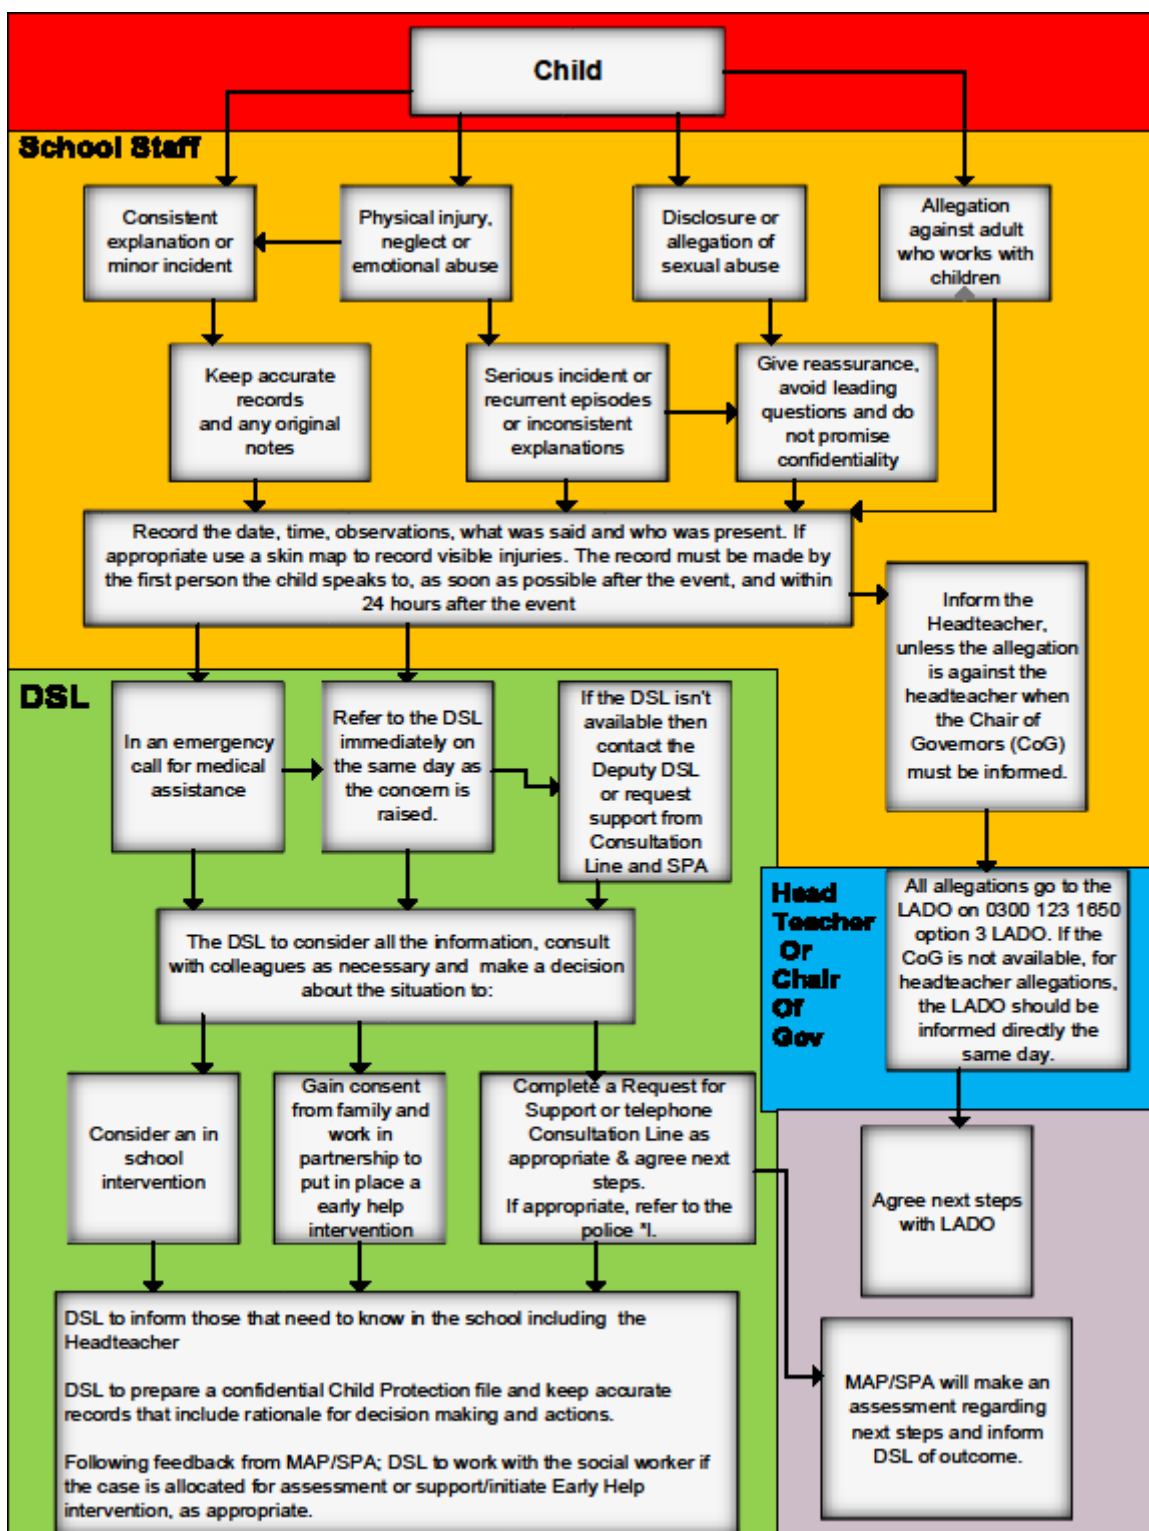 Child
School Staff
Consistent
explanation or
minor incident
Physical injury,
neglect or
emotional abuse
Disclosure or
allegation of
sexual abuse
Allegation
against adult
who works with
children
Keep accurate
records
and any original
notes
Serious incident or
recurrent episodes
or inconsistent
explanations
Give reassurance,
avoid leading
questions and do
not promise
confidentiality
Record the date, time, observations, what was said and who was present. If
appropriate use a skin map to record visible injuries. The record must be made by
the first person the child speaks to, as soon as possible after the event, and within
24 hours after the event
Inform the
Headteacher,
unless the allegation
is against the
headteacher when
the Chair of
Governors (CoG)
must be informed.
DSL
In an emergency
call for medical
assistance
Refer to the DSL
immediately on
the same day as
the concern is
raised.
If the DSL isn't
available then
contact the
Deputy DSL
or request
support from
Consultation
Line and SPA
Head
Teacher
Or
Chair
Of
Gov
All allegations go to the
LADO on 0300 123 1650
option 3 LADO. If the
CoG is not available, for
headteacher allegations,
the LADO should be
informed directly the
same day.
The DSL to consider all the information, consult
with colleagues as necessary and make a decision
about the situation to:
Consider an in
school
intervention
Gain consent
from family and
work in
partnership to
put in place a
early help
intervention
Complete a Request for
Support or telephone
Consultation Line as
appropriate & agree next
steps.
If appropriate, refer to the
police *I.
Agree next steps
with LADO
DSL to inform those that need to know in the school including the
Headteacher
DSL to prepare a confidential Child Protection file and keep accurate
records that include rationale for decision making and actions.
Following feedback from MAP/SPA; DSL to work with the social worker if
the case is allocated for assessment or support/initiate Early Help
intervention, as appropriate.
MAP/SPA will make an
assessment regarding
next steps and inform
DSL of outcome.